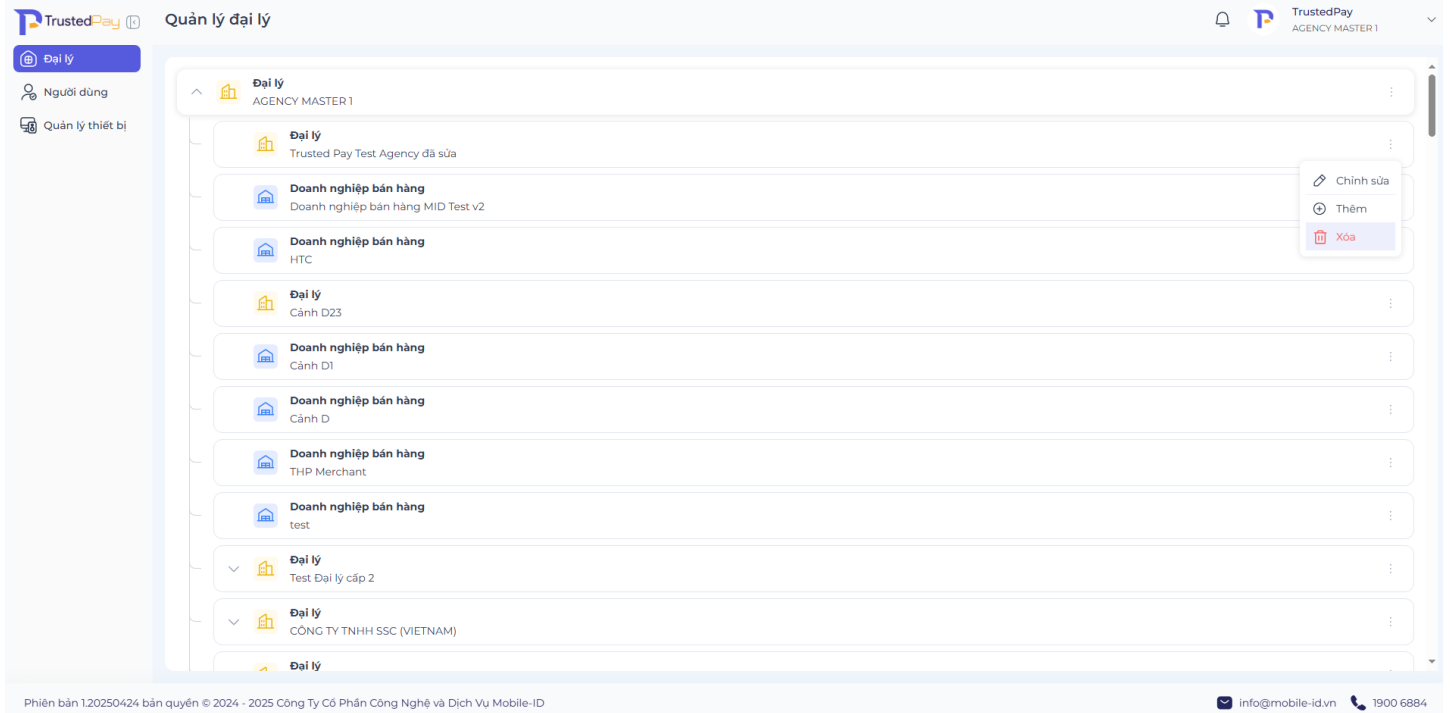 TrustedPay
Quản lý đại lý
TrustedPay
AGENCY MASTER 1
Đại lý
Người dùng
Quản lý thiết bị
Đại lý
AGENCY MASTER 1
Đại lý
Trusted Pay Test Agency đã sửa
Doanh nghiệp bán hàng
Doanh nghiệp bán hàng MID Test v2
Doanh nghiệp bán hàng
HTC
Đại lý
Cảnh D23
Doanh nghiệp bán hàng
Cảnh D1
Doanh nghiệp bán hàng
Cảnh D
Doanh nghiệp bán hàng
THP Merchant
Doanh nghiệp bán hàng
test
Đại lý
Test Đại lý cấp 2
Đại lý
CÔNG TY TNHH SSC (VIETNAM)
Đại lý
Chỉnh sửa
Thêm
Xóa
Phiên bản 1.20250424 bản quyền © 2024 - 2025 Công Ty Cổ Phần Công Nghệ và Dịch Vụ Mobile-ID
info@mobile-id.vn
1900 6884